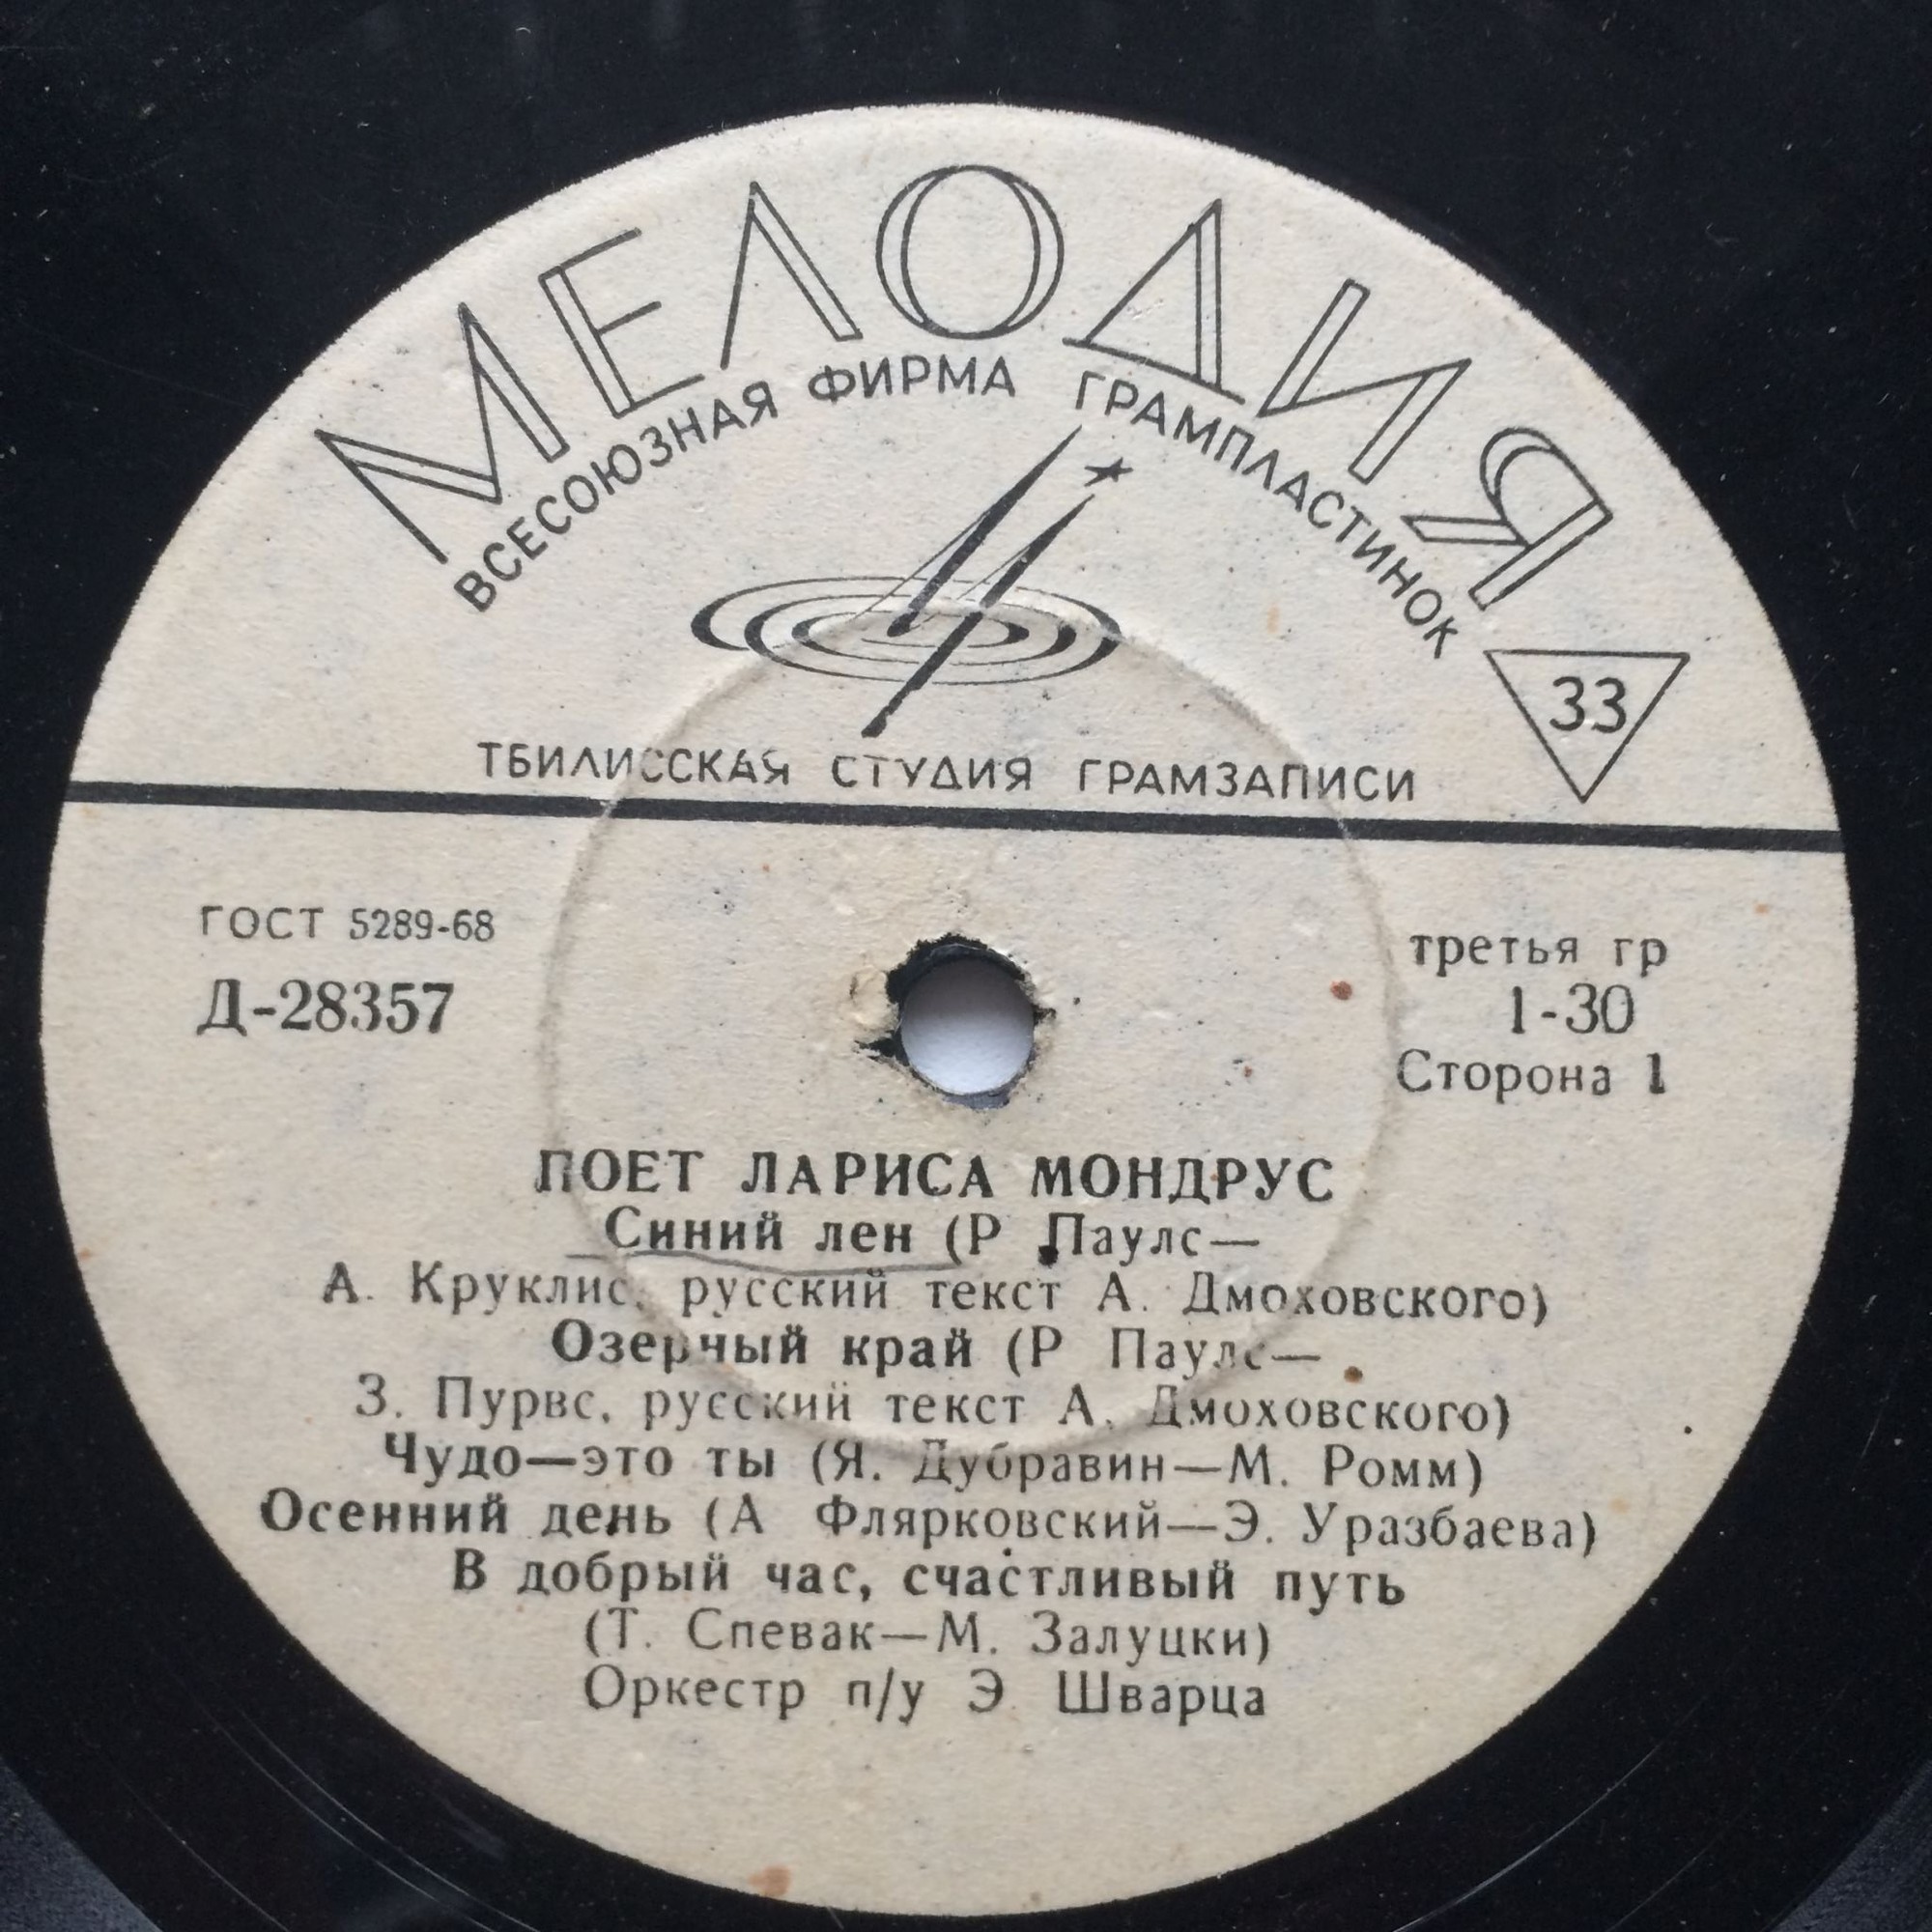 МЕЛОДИЯ
ВСЕСОЮЗНАЯ ФИРМА ГРАМПЛАСТИНОК
33
ТБИЛИССКАЯ СТУДИЯ ГРАМЗАПИСИ
ГОСТ 5289-68
Д-28357
третья гр
1-30
Сторона 1
ПОЕТ ЛАРИСА МОНДРУС
Синий лен (Р Паулс—
А. Круклис, русский текст А. Дмоховского)
Озерный край (Р Паулс—
З. Пурвс, русский текст А. Дмоховского)
Чудо—это ты (Я. Дубравин—М. Ромм)
Осенний день (А Флярковский—Э. Уразбаева)
В добрый час, счастливый путь
(Т. Спевак—М. Залуцки)
Оркестр п/у Э Шварца